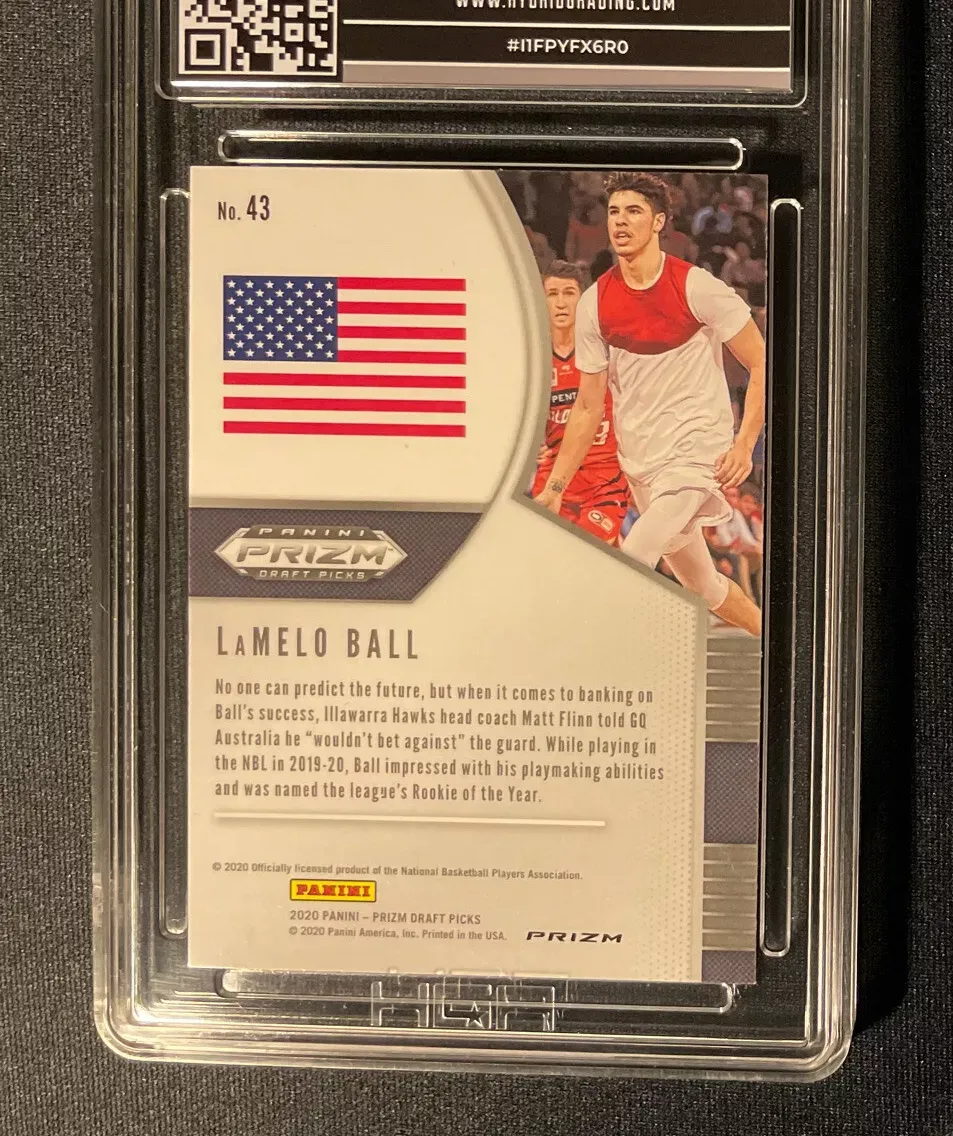 WWW.HYBRIDGRADING.COM
#I1FPYFX6R0
No. 43
PANINI
PRIZM
DRAFT PICKS
LAMELO BALL
No one can predict the future, but when it comes to banking on
Ball's success, Illawarra Hawks head coach Matt Flinn told GQ
Australia he "wouldn't bet against" the guard. While playing in
the NBL in 2019-20, Ball impressed with his playmaking abilities
and was named the league's Rookie of the Year.
© 2020 Officially licensed product of the National Basketball Players Association.
PANINI
2020 PANINI – PRIZM DRAFT PICKS
© 2020 Panini America, Inc. Printed in the USA.
PRIZM
HGA